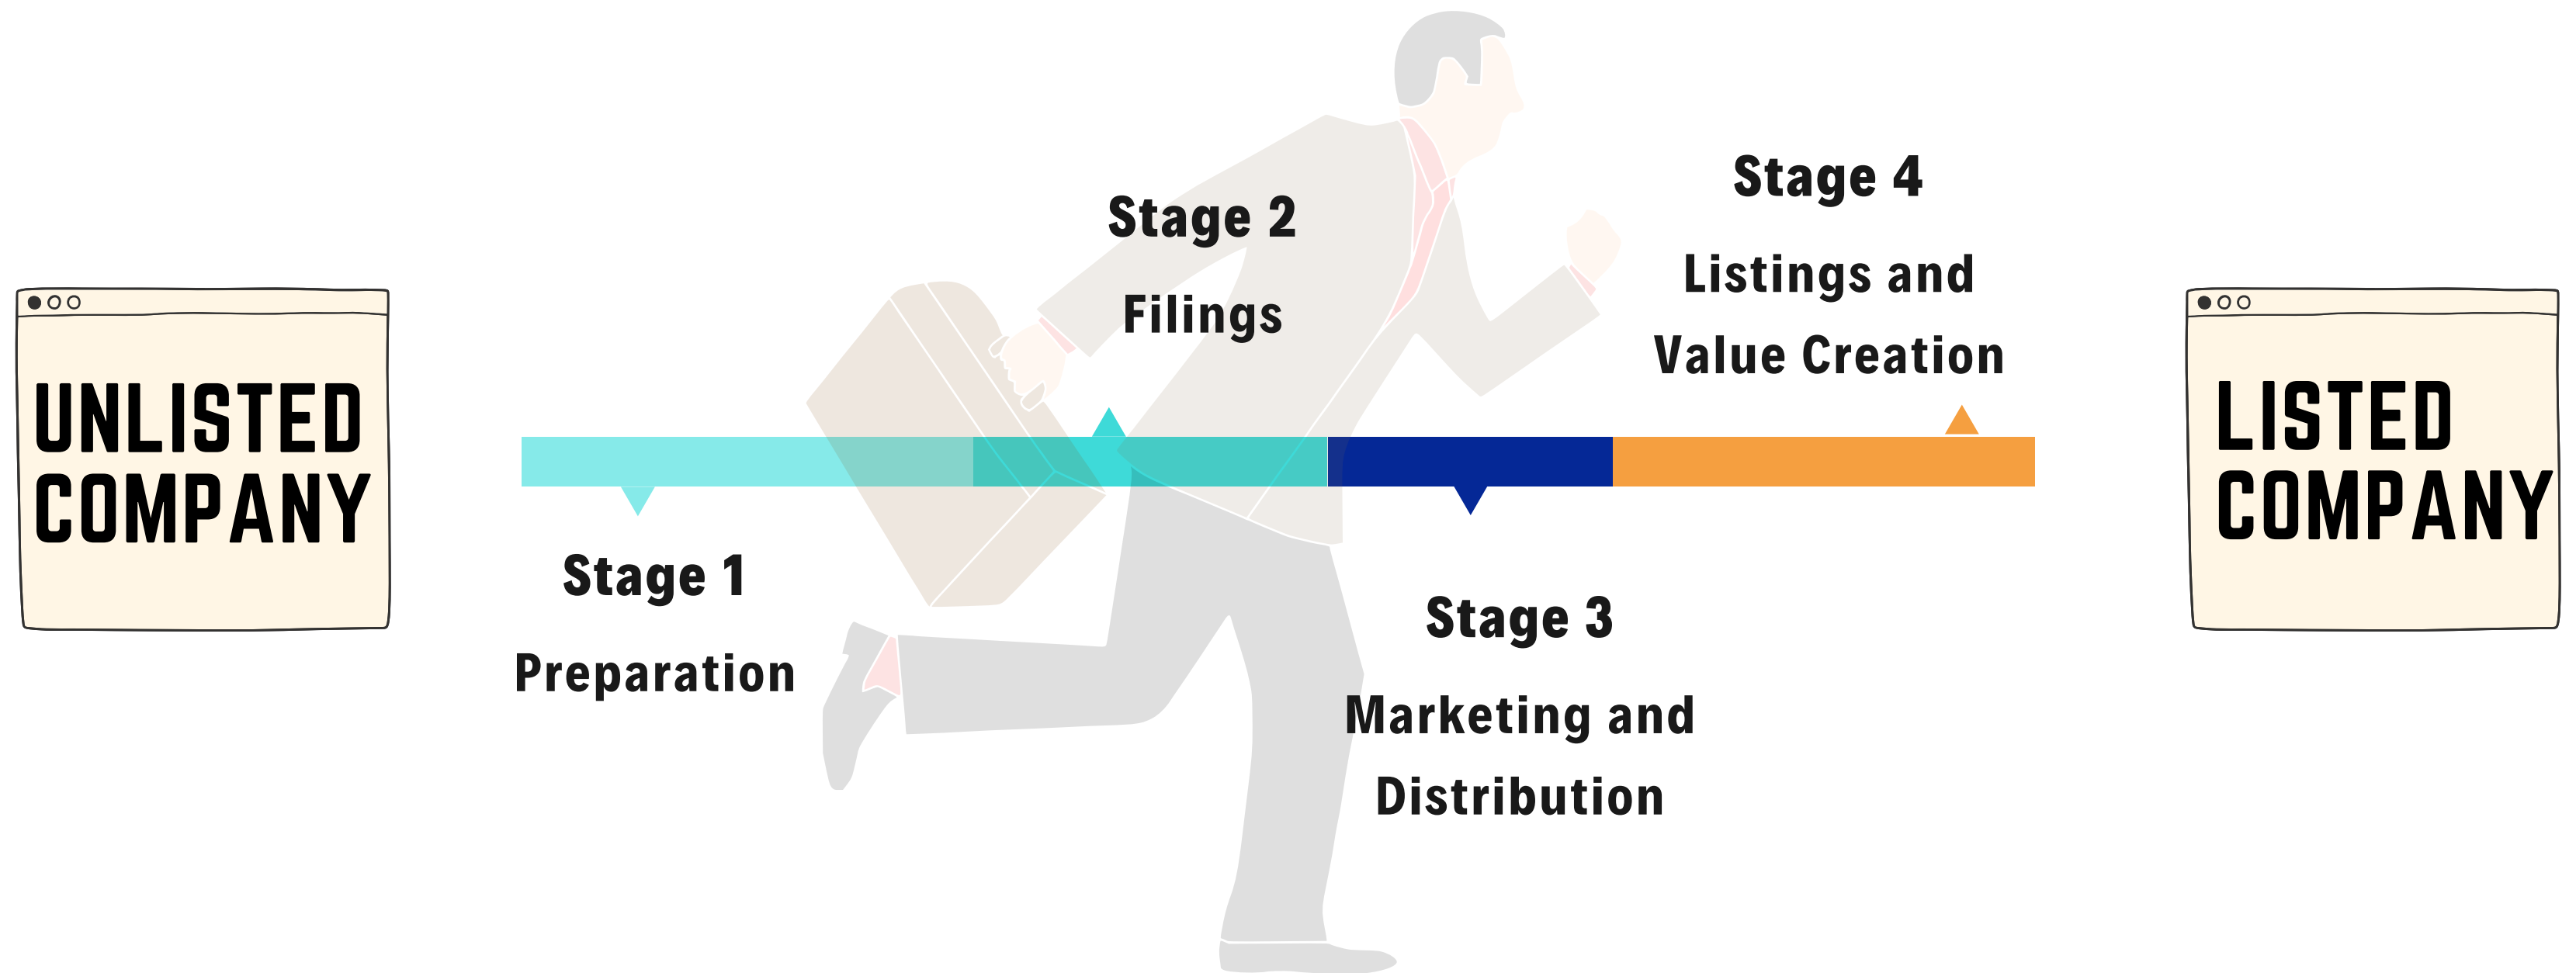 UNLISTED
COMPANY
Stage 1
Preparation
Stage 2
Filings
Stage 3
Marketing and
Distribution
Stage 4
Listings and
Value Creation
LISTED
COMPANY